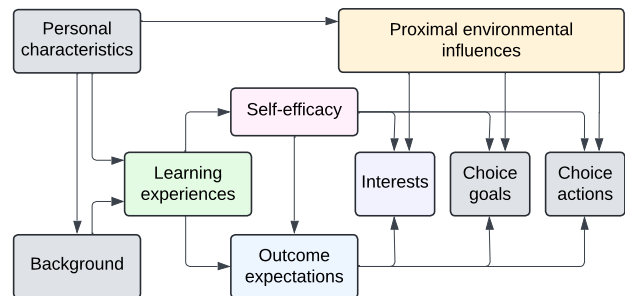 Personal
characteristics
Proximal environmental
influences
Self-efficacy
Learning
experiences
Interests
Choice
goals
Choice
actions
Background
Outcome
expectations